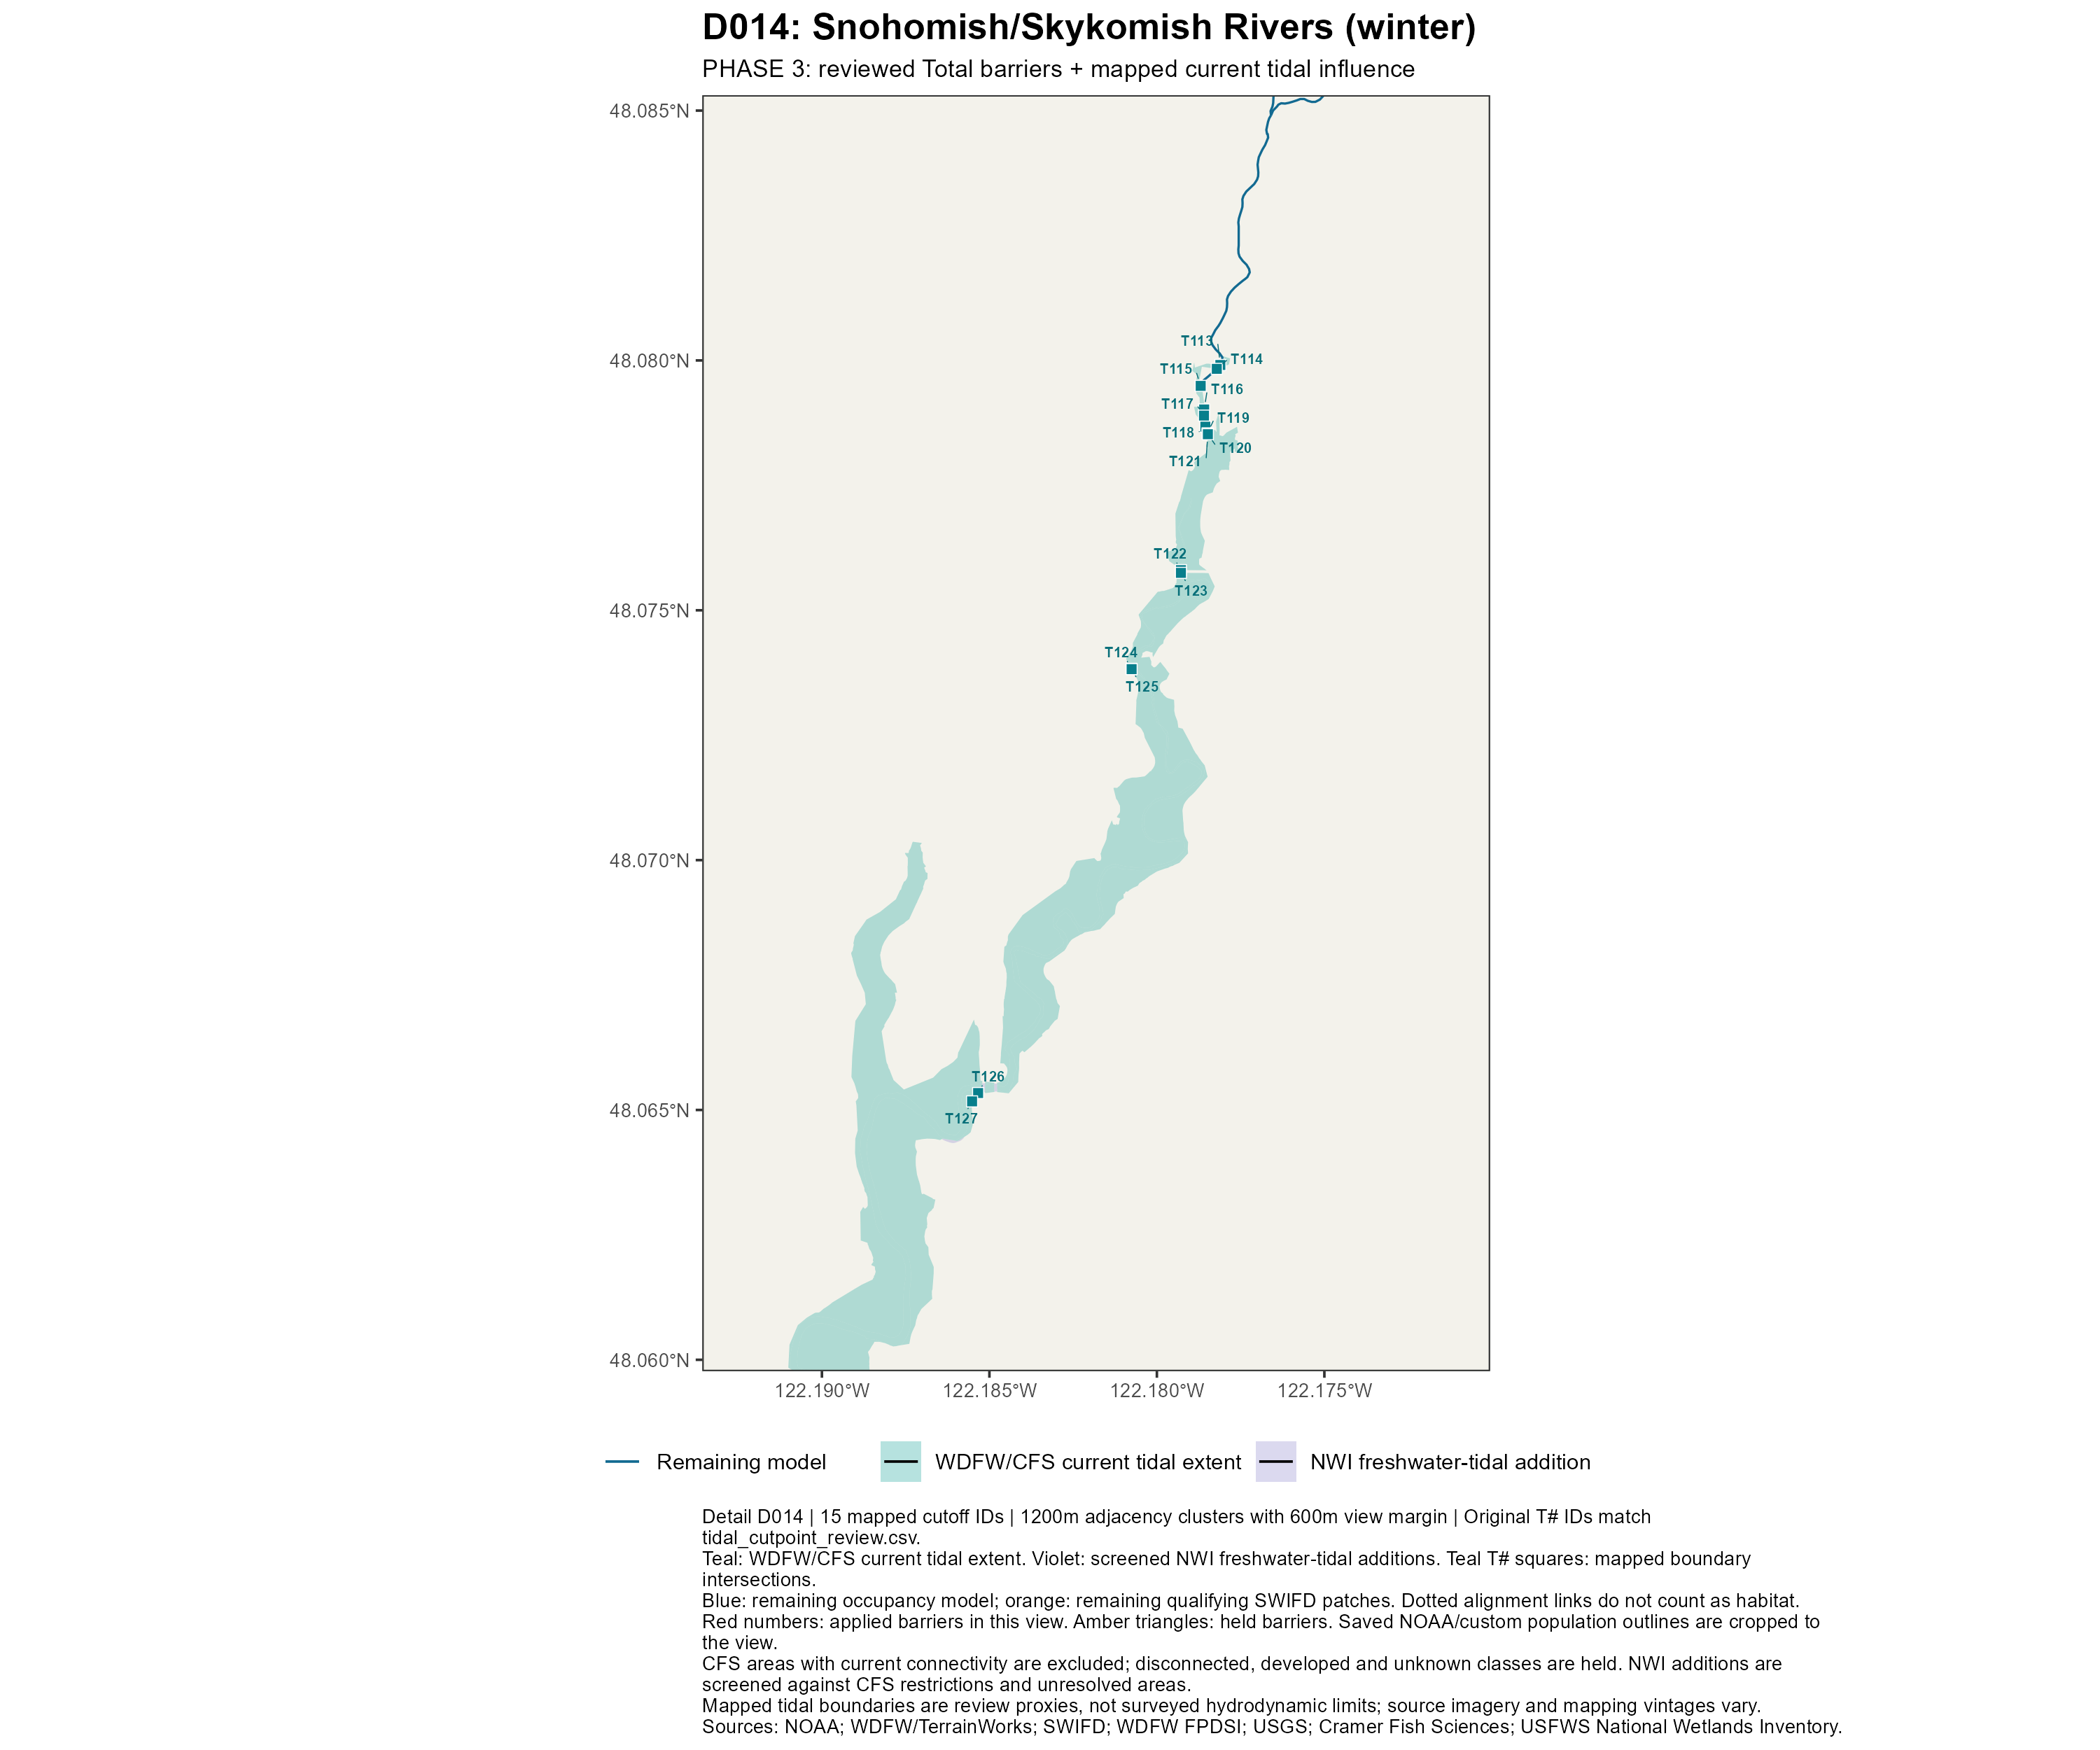 D014: Snohomish/Skykomish Rivers (winter)
PHASE 3: reviewed Total barriers + mapped current tidal influence
48.085°N
48.080°N
48.075°N
48.070°N
48.065°N
48.060°N
T113
T114
T115
T116
T117
T119
T118
T120
T121
T122
T123
T124
T125
T126
T127
122.190°W
122.185°W
122.180°W
122.175°W
Remaining model
WDFW/CFS current tidal extent
NWI freshwater-tidal addition
Detail D014 | 15 mapped cutoff IDs | 1200m adjacency clusters with 600m view margin | Original T# IDs match
tidal_cutpoint_review.csv.
Teal: WDFW/CFS current tidal extent. Violet: screened NWI freshwater-tidal additions. Teal T# squares: mapped boundary
intersections.
Blue: remaining occupancy model; orange: remaining qualifying SWIFD patches. Dotted alignment links do not count as habitat.
Red numbers: applied barriers in this view. Amber triangles: held barriers. Saved NOAA/custom population outlines are cropped to
the view.
CFS areas with current connectivity are excluded; disconnected, developed and unknown classes are held. NWI additions are
screened against CFS restrictions and unresolved areas.
Mapped tidal boundaries are review proxies, not surveyed hydrodynamic limits; source imagery and mapping vintages vary.
Sources: NOAA; WDFW/TerrainWorks; SWIFD; WDFW FPDSI; USGS; Cramer Fish Sciences; USFWS National Wetlands Inventory.